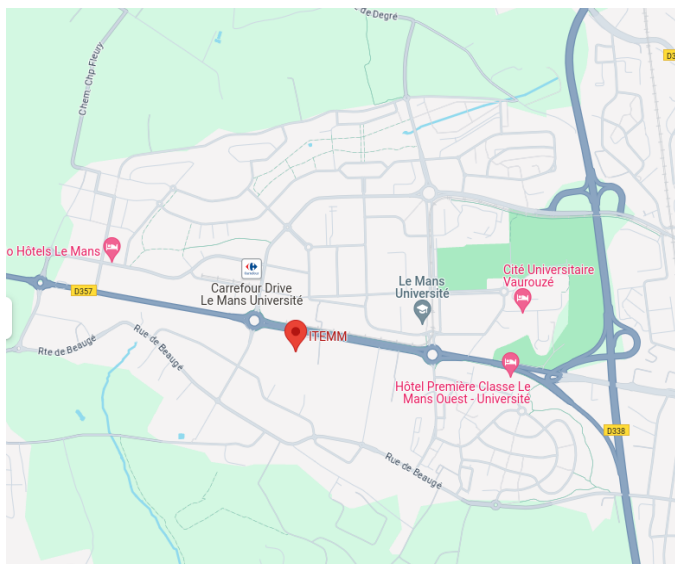 de Degré
D3
Chem. Chp Fleury
D832
o Hôtels Le Mans
Cité Universitaire
Vaurouzé
Carrefour Drive
Le Mans Université
Le Mans
Université
D357
ITEMM
Rue de Beaugé
Rte de Beaugé
Hôtel Première Classe Le
Mans Ouest - Université
D338
Rue de Beaugé